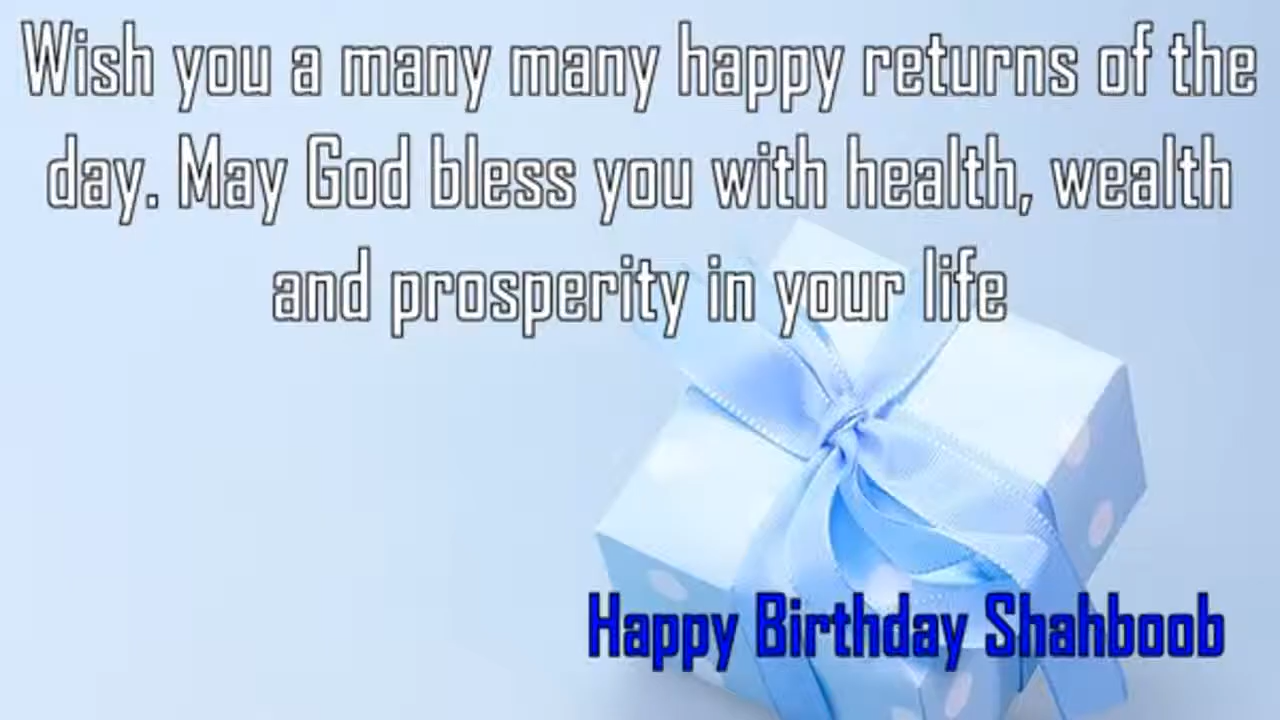 Wish you a many many happy returns of the
day. May God bless you with health, wealth
and prosperity in your life
Happy Birthday Shahboob